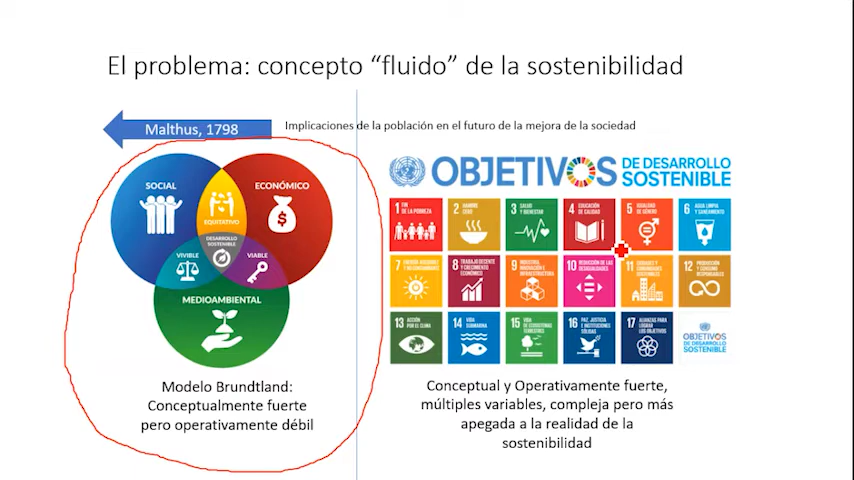 El problema: concepto “fluido” de la sostenibilidad
Malthus, 1798
Implicaciones de la población en el futuro de la mejora de la sociedad
SOCIAL
ECONÓMICO
EQUITATIVO
DESARROLLO
SOSTENIBLE
VIVIBLE
VIABLE
MEDIOAMBIENTAL
Modelo Brundtland:
Conceptualmente fuerte
pero operativamente débil
OBJETIVOS DE DESARROLLO
SOSTENIBLE
1 FIN
DE LA POBREZA
2 HAMBRE
CERO
3 SALUD
Y BIENESTAR
4 EDUCACIÓN
DE CALIDAD
5 IGUALDAD
DE GÉNERO
6 AGUA LIMPIA
Y SANEAMIENTO
7 ENERGÍA ASEQUIBLE
Y NO CONTAMINANTE
8 TRABAJO DECENTE
Y CRECIMIENTO
ECONÓMICO
9 INDUSTRIA,
INNOVACIÓN E
INFRAESTRUCTURA
10 REDUCCIÓN DE LAS
DESIGUALDADES
11 CIUDADES Y
COMUNIDADES
SOSTENIBLES
12 PRODUCCIÓN
Y CONSUMO
RESPONSABLES
13 ACCIÓN
POR EL CLIMA
14 VIDA
SUBMARINA
15 VIDA
DE ECOSISTEMAS
TERRESTRES
16 PAZ, JUSTICIA
E INSTITUCIONES
SÓLIDAS
17 ALIANZAS PARA
LOGRAR
LOS OBJETIVOS
OBJETIVOS
DE DESARROLLO
SOSTENIBLE
Conceptual y Operativamente fuerte,
múltiples variables, compleja pero más
apegada a la realidad de la
sostenibilidad